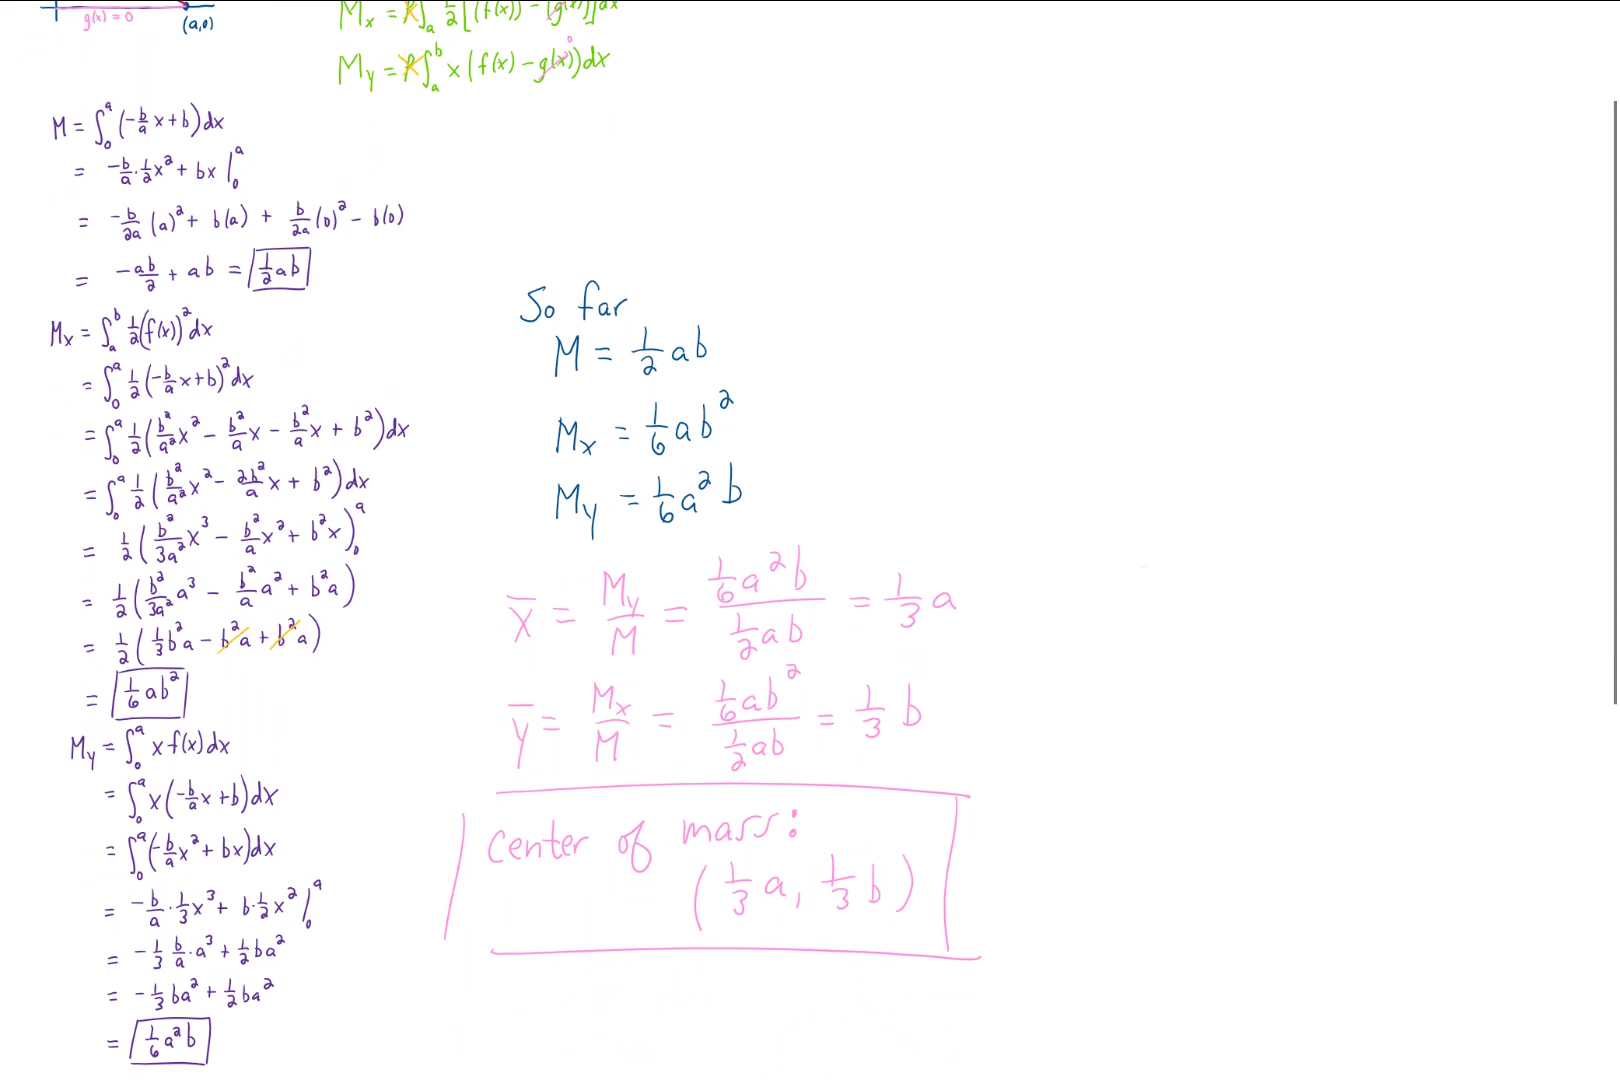 g(x) = 0
(a,0)
Mx = ρ∫ₐ ½[(f(x)) − (g(x))]dx
My = ρ∫ₐᵇ x(f(x) − g(x)⁰)dx
M = ∫₀ᵃ (−b/a x + b)dx
= −b/a · ½x² + bx |₀ᵃ
= −b/2a (a)² + b(a) + b/2a (0)² − b(0)
= −ab/2 + ab = ½ab
Mx = ∫ₐᵇ ½(f(x))² dx
= ∫₀ᵃ ½(−b/a x + b)² dx
= ∫₀ᵃ ½(b²/a² x² − b²/a x − b²/a x + b²)dx
= ∫₀ᵃ ½(b²/a² x² − 2b²/a x + b²)dx
= ½(b²/3a² x³ − b²/a x² + b²x)₀ᵃ
= ½(b²/3a² a³ − b²/a a² + b²a)
= ½(⅓b²a − b²a + b²a)
= ⅙ab²
My = ∫₀ᵃ x f(x)dx
= ∫₀ᵃ x(−b/a x + b)dx
= ∫₀ᵃ (−b/a x² + bx)dx
= −b/a · ⅓x³ + b·½x² |₀ᵃ
= −⅓ b/a · a³ + ½ba²
= −⅓ba² + ½ba²
= ⅙a²b
So far
M = ½ab
Mx = ⅙ab²
My = ⅙a²b
x̅ = My/M = ⅙a²b / ½ab = ⅓a
y̅ = Mx/M = ⅙ab² / ½ab = ⅓b
center of mass:
(⅓a, ⅓b)